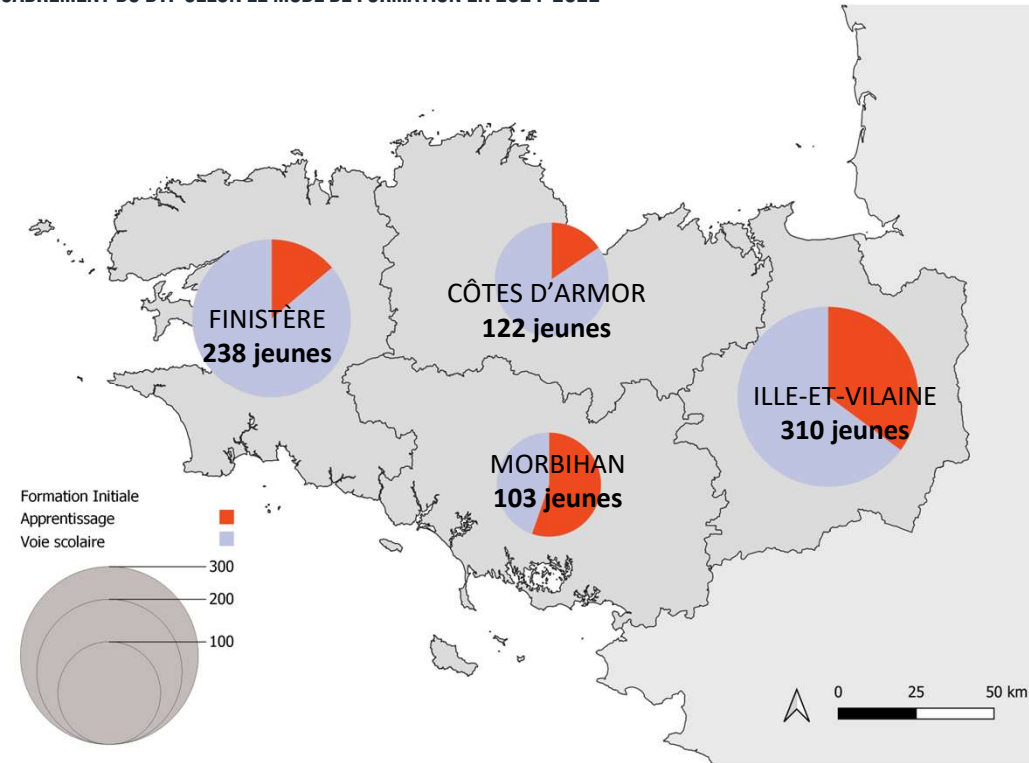 FINISTÈRE
238 jeunes
CÔTES D’ARMOR
122 jeunes
ILLE-ET-VILAINE
310 jeunes
MORBIHAN
103 jeunes
Formation Initiale
Apprentissage
Voie scolaire
300
200
100
0 25 50 km